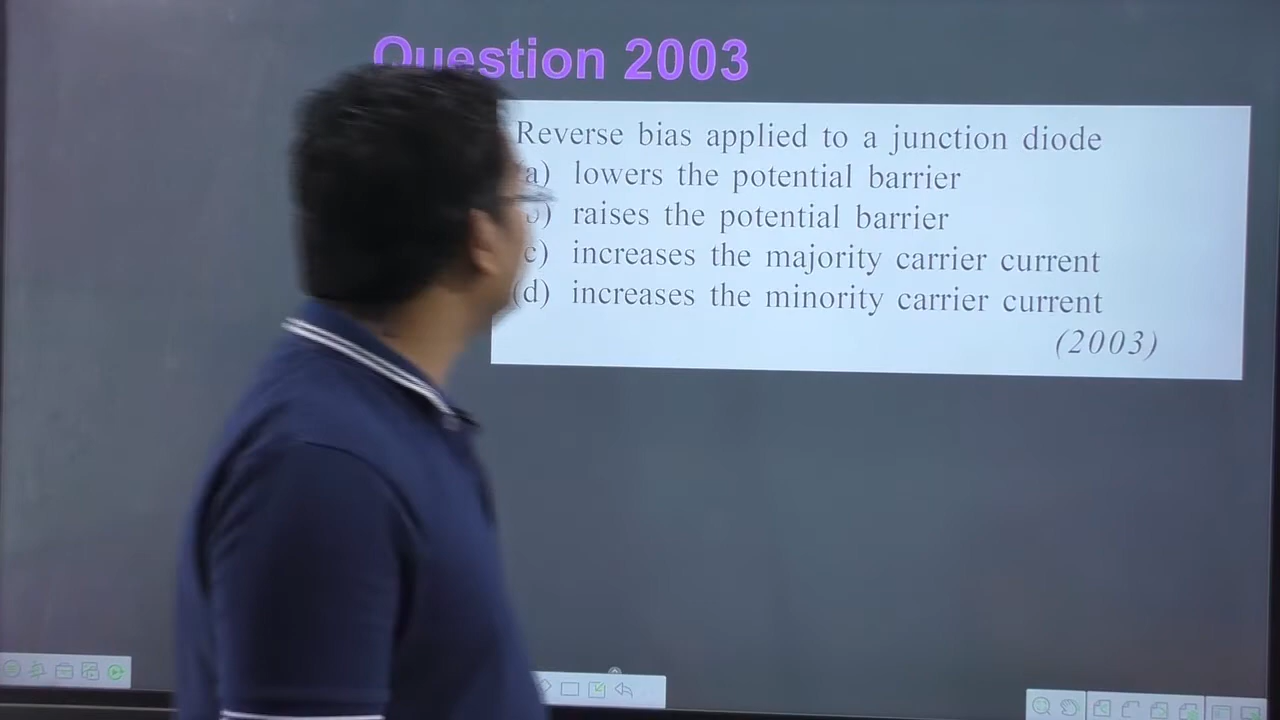 Question 2003
Reverse bias applied to a junction diode
a) lowers the potential barrier
b) raises the potential barrier
c) increases the majority carrier current
(d) increases the minority carrier current
(2003)